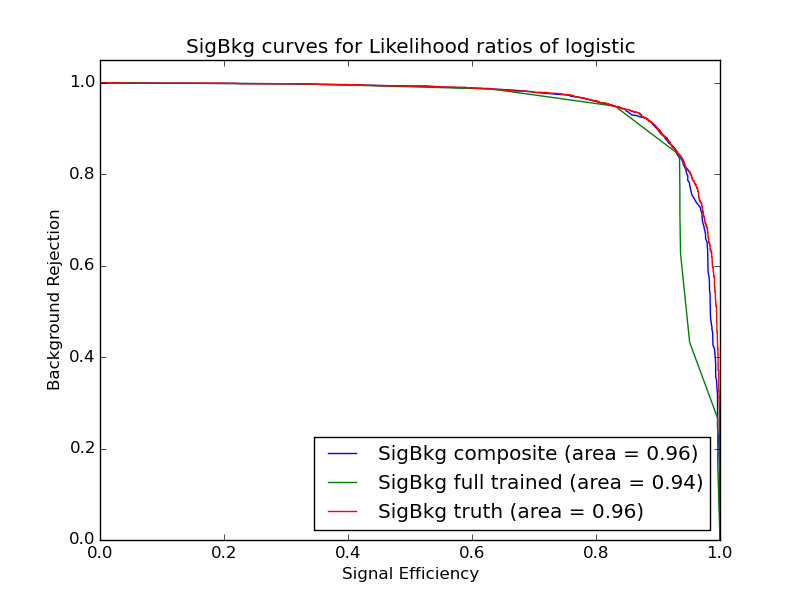 SigBkg curves for Likelihood ratios of logistic
Background Rejection
1.0
0.8
0.6
0.4
0.2
0.0
SigBkg composite (area = 0.96)
SigBkg full trained (area = 0.94)
SigBkg truth (area = 0.96)
0.0 0.2 0.4 0.6 0.8 1.0
Signal Efficiency